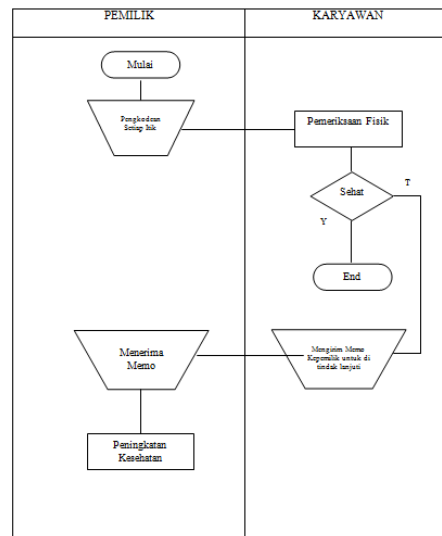 PEMILIK
KARYAWAN
Mulai
Pengkodean
Setiap Itik
Pemeriksaan Fisik
Sehat
T
Y
End
Menerima
Memo
Mengirim Memo
Kepemilik untuk di
tindak lanjuti
Peningkatan
Kesehatan